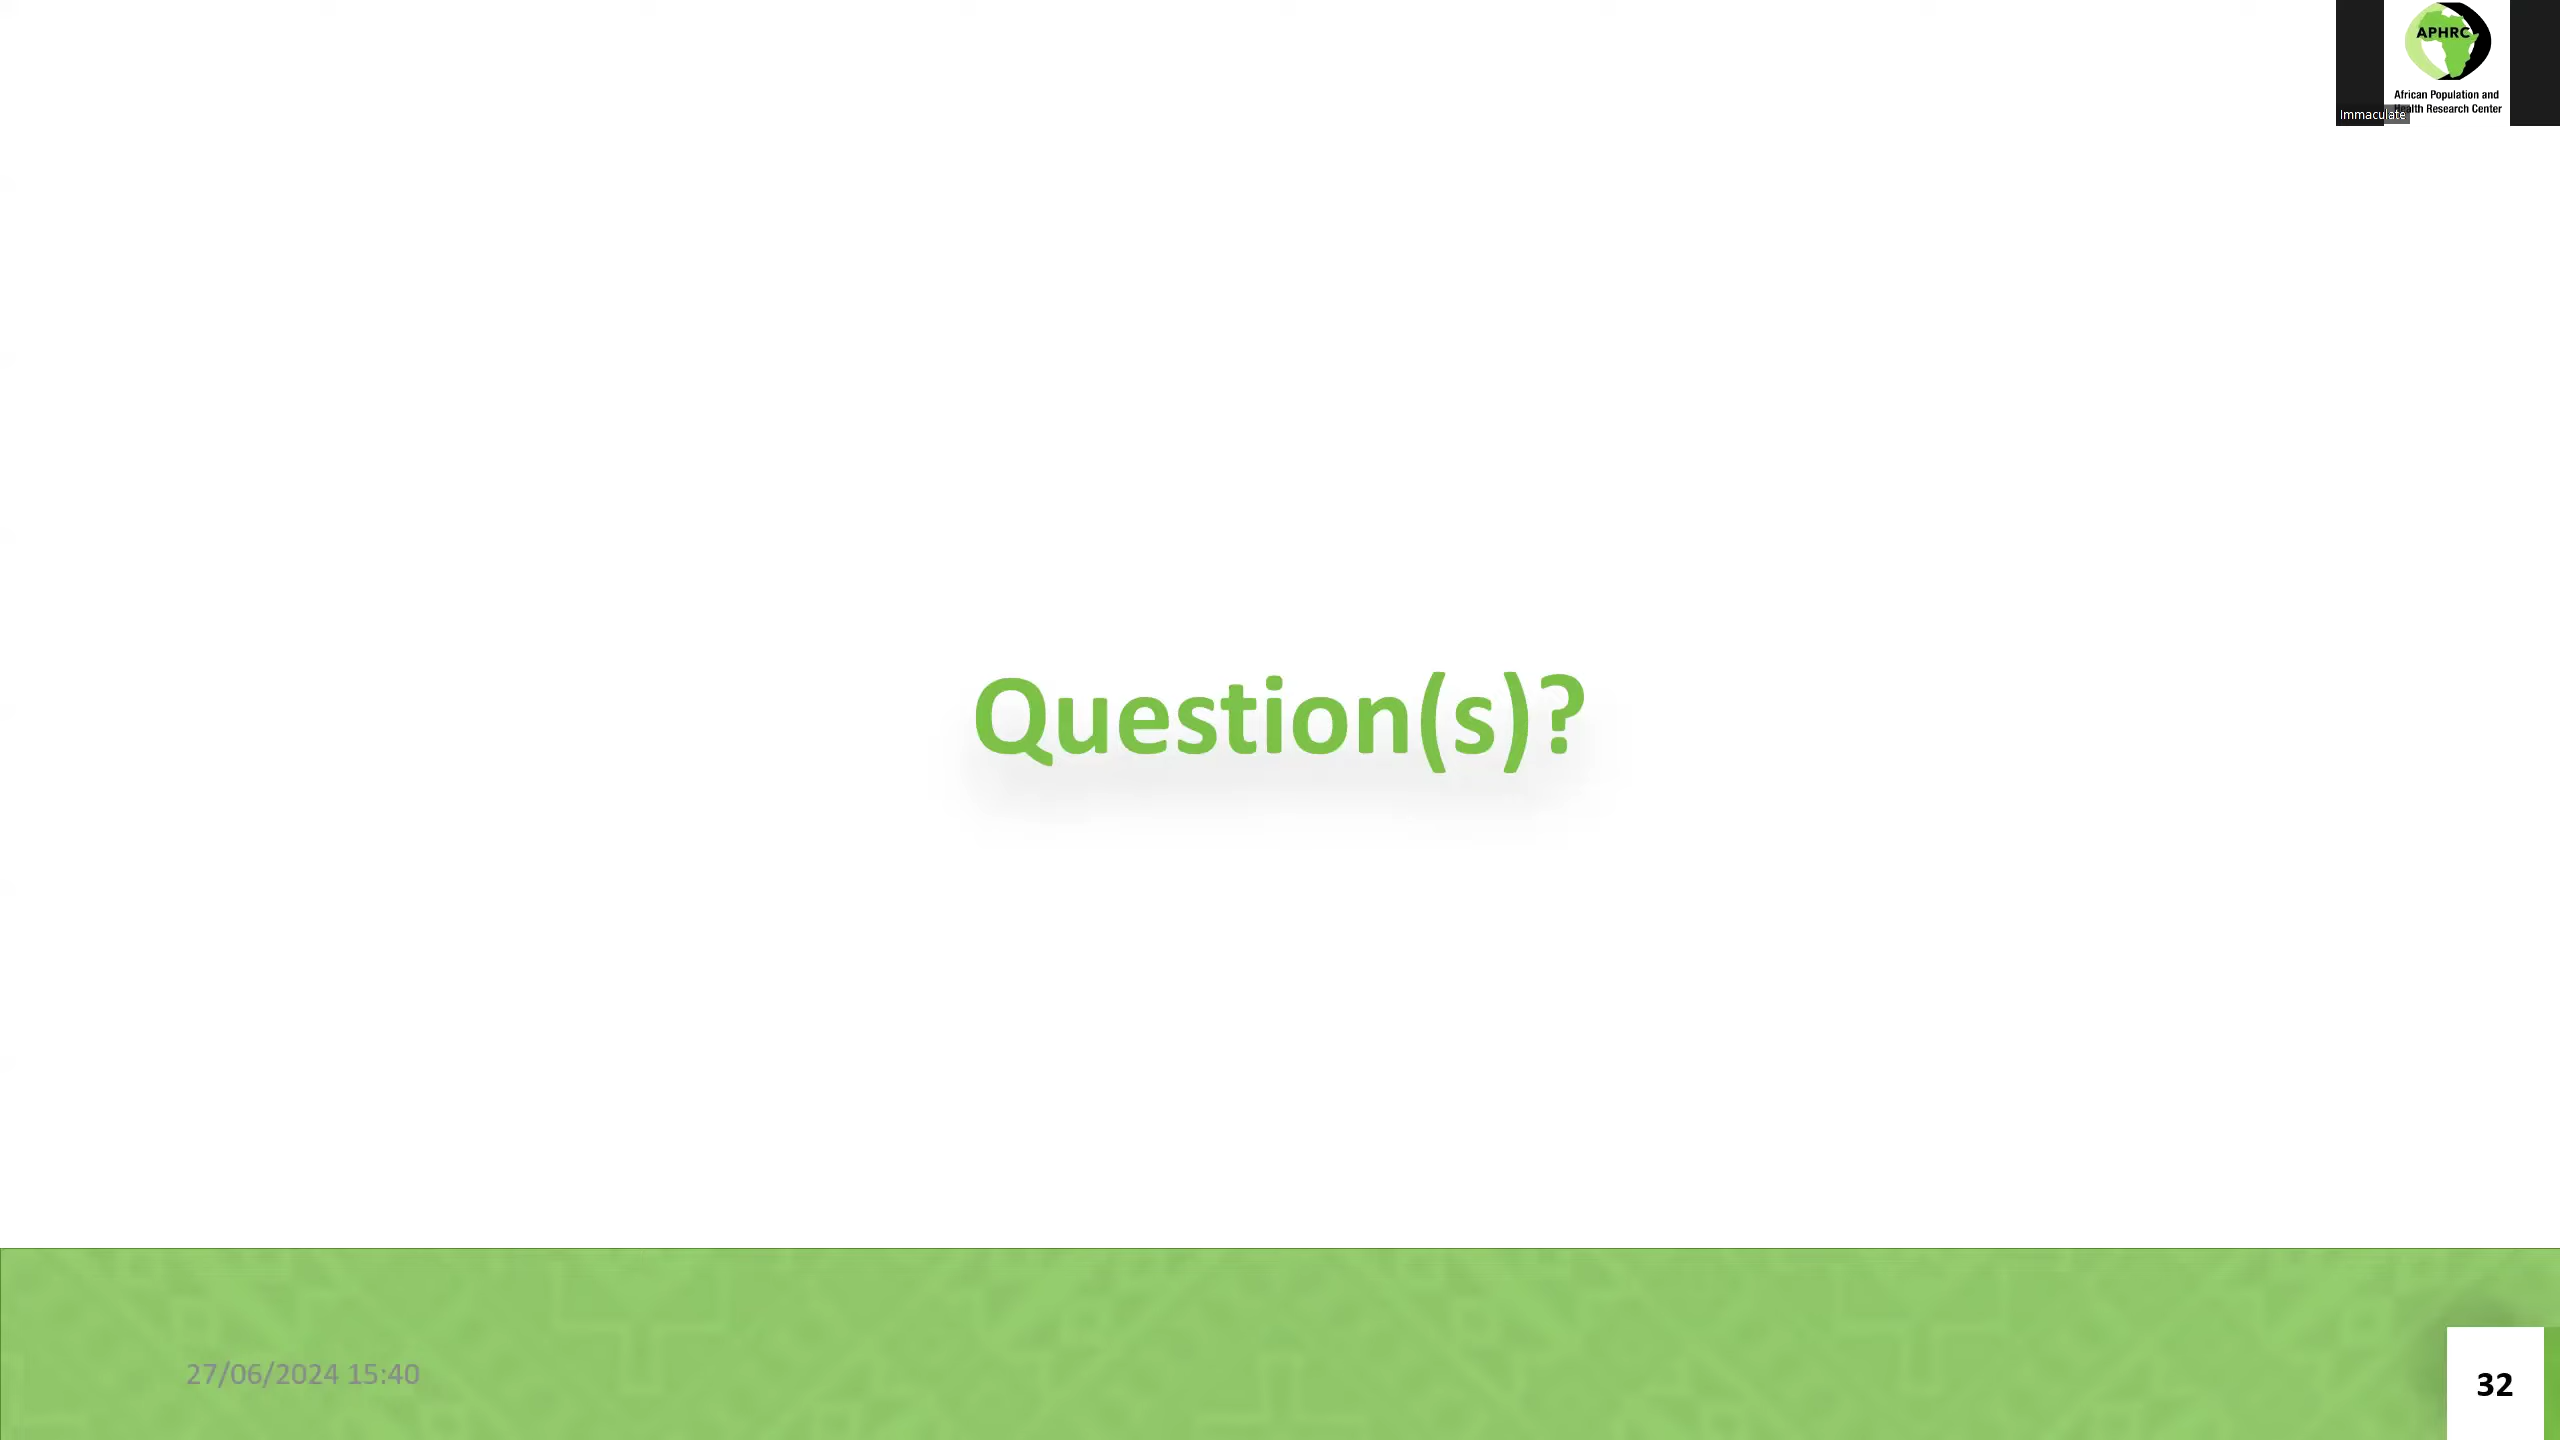 APHRC
African Population and
Health Research Center
Immaculate
Question(s)?
27/06/2024 15:40
32